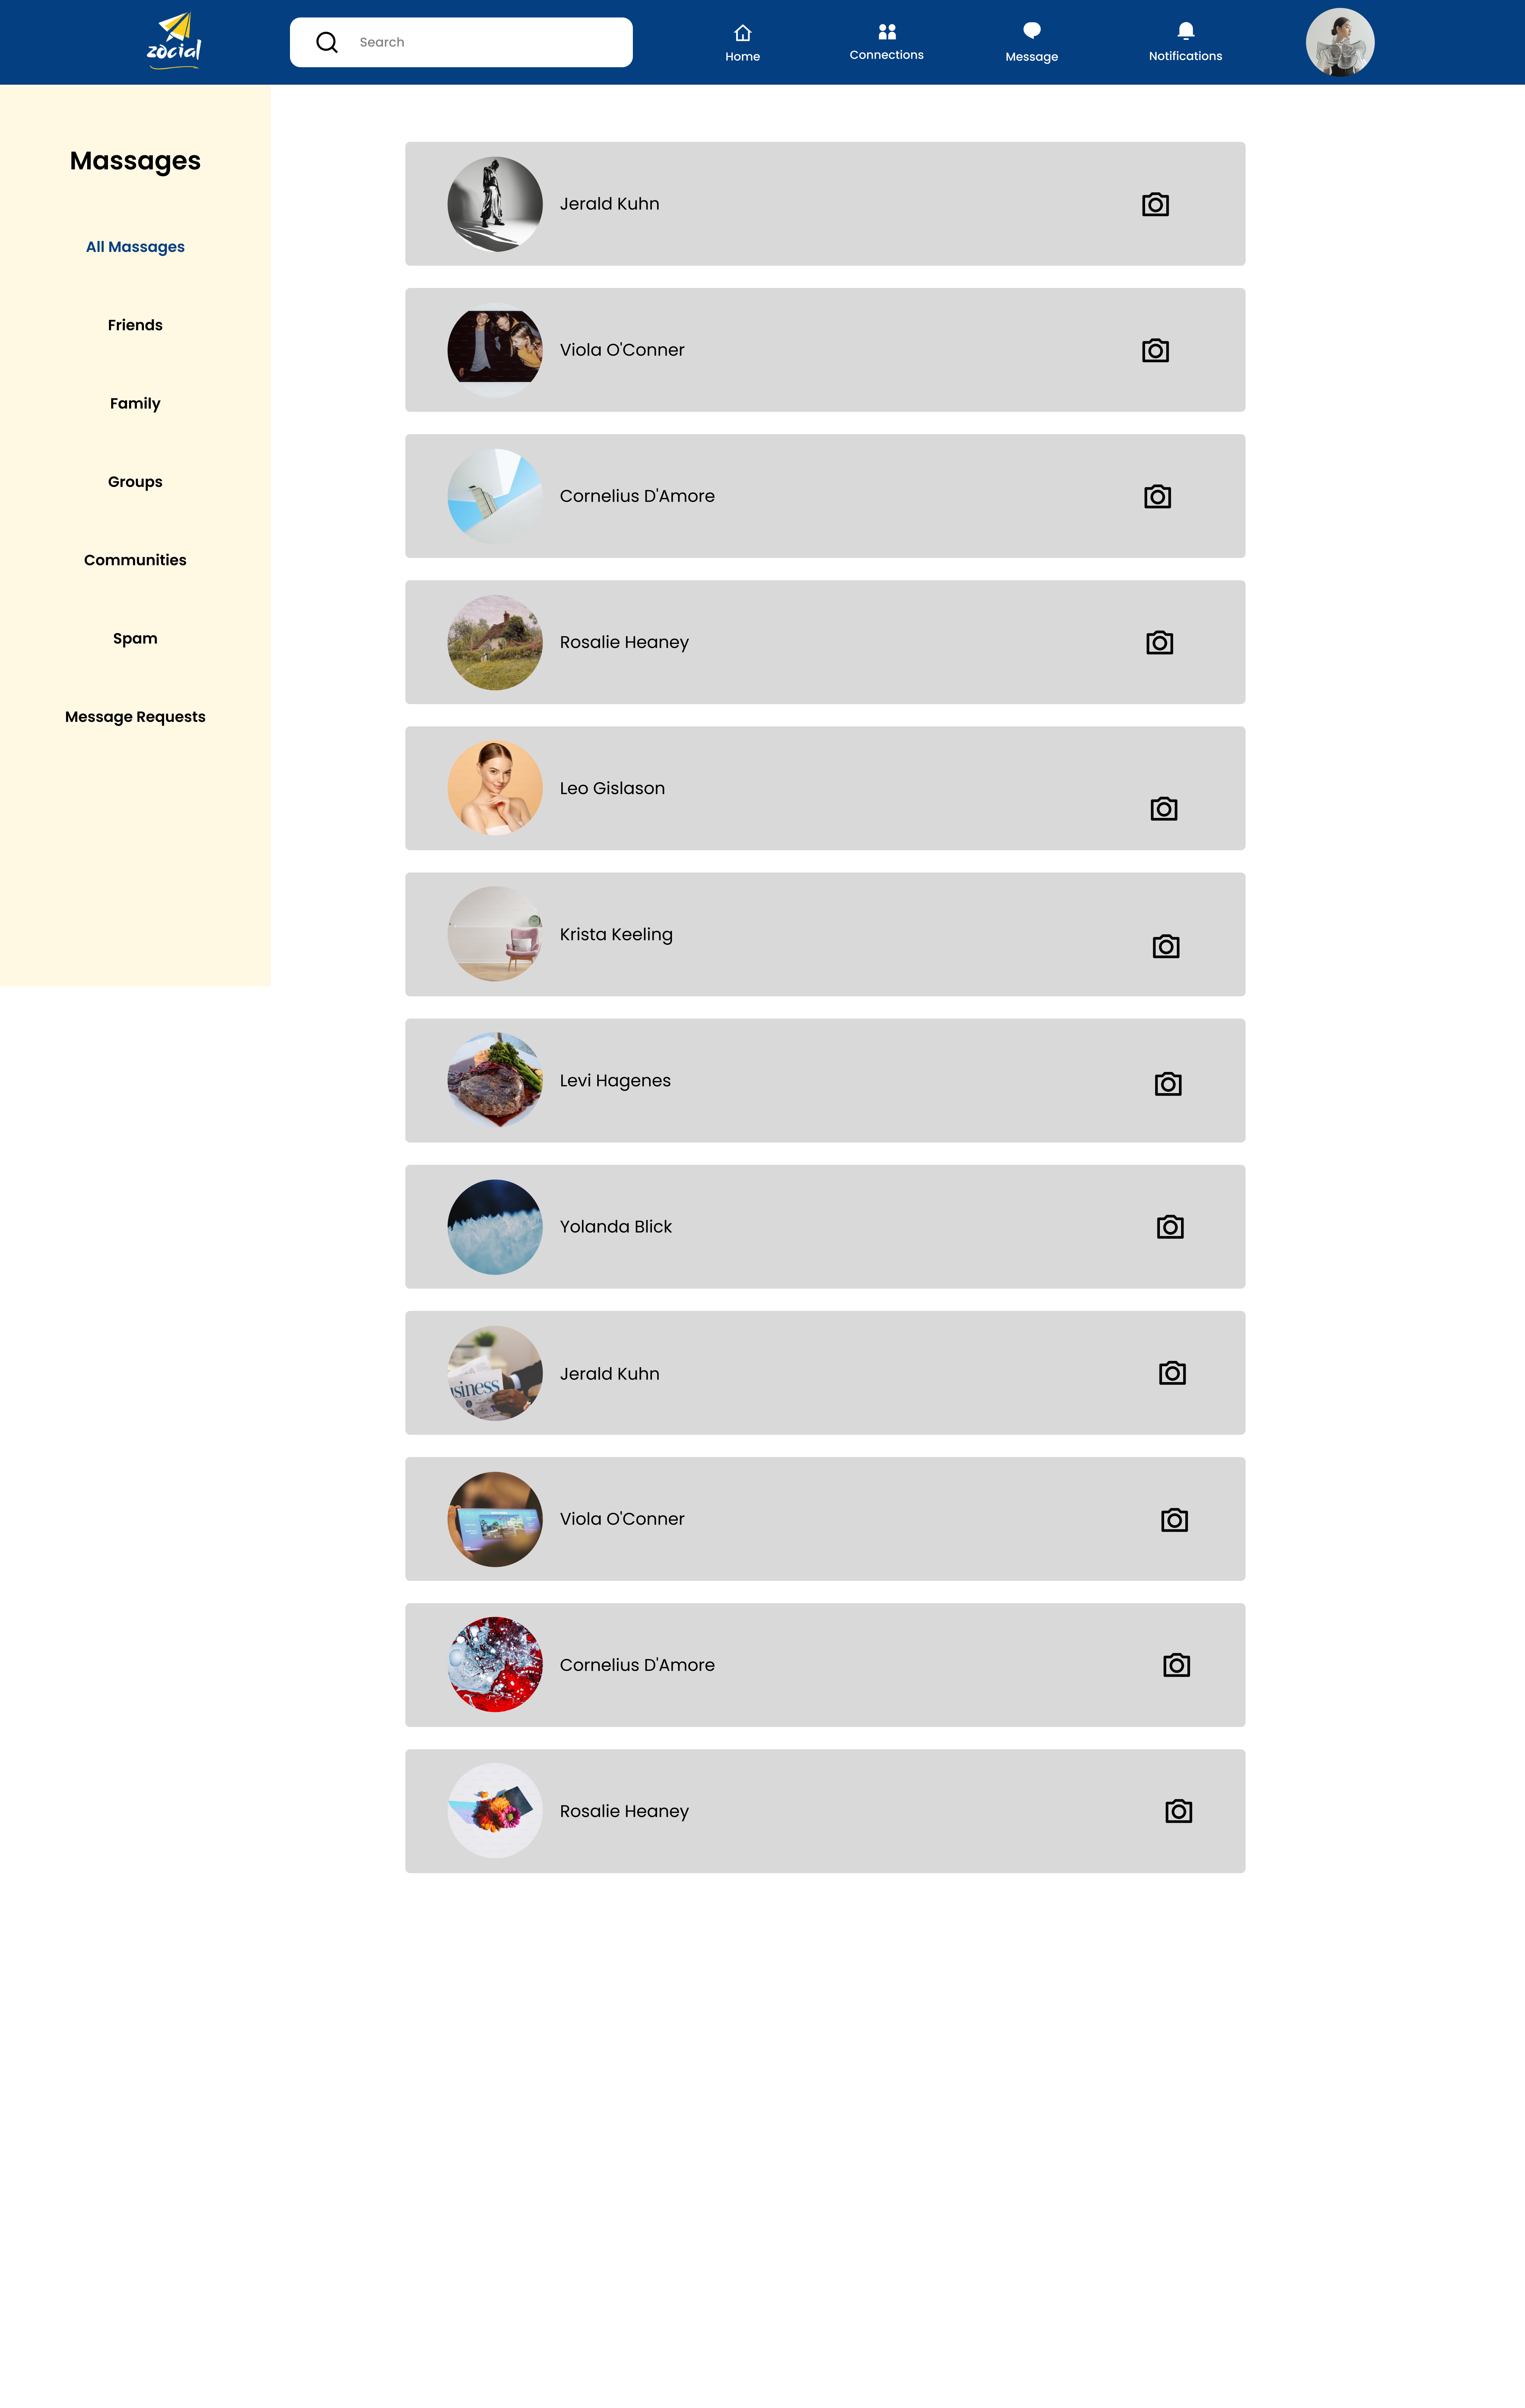 zocial
Search
Home
Connections
Message
Notifications
Massages
All Massages
Friends
Family
Groups
Communities
Spam
Message Requests
Jerald Kuhn
Viola O'Conner
Cornelius D'Amore
Rosalie Heaney
Leo Gislason
Krista Keeling
Levi Hagenes
Yolanda Blick
usiness
Jerald Kuhn
Viola O'Conner
Cornelius D'Amore
Rosalie Heaney